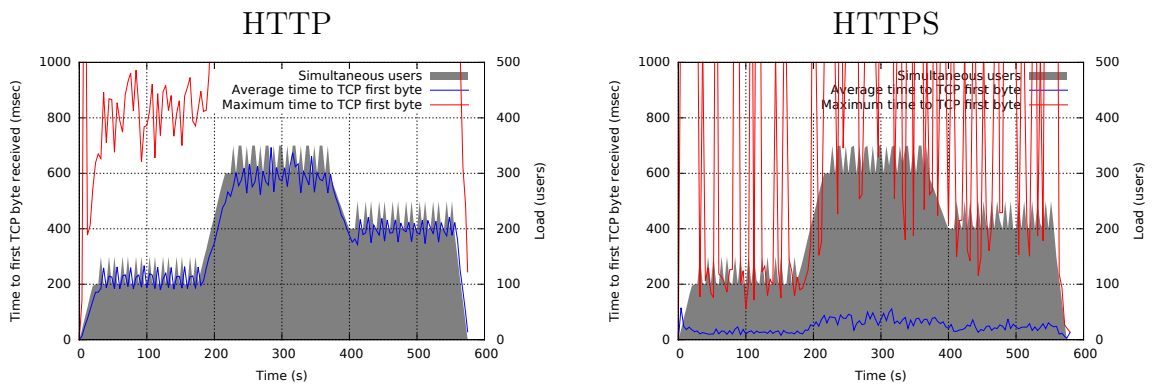 HTTP
Time to first TCP byte received (msec)
1000
800
600
400
200
0
Simultaneous users
Average time to TCP first byte
Maximum time to TCP first byte
500
400
300
200
100
0
Load (users)
0
100
200
300
400
500
600
Time (s)
HTTPS
Time to first TCP byte received (msec)
1000
800
600
400
200
0
Simultaneous users
Average time to TCP first byte
Maximum time to TCP first byte
500
400
300
200
100
0
Load (users)
0
100
200
300
400
500
600
Time (s)